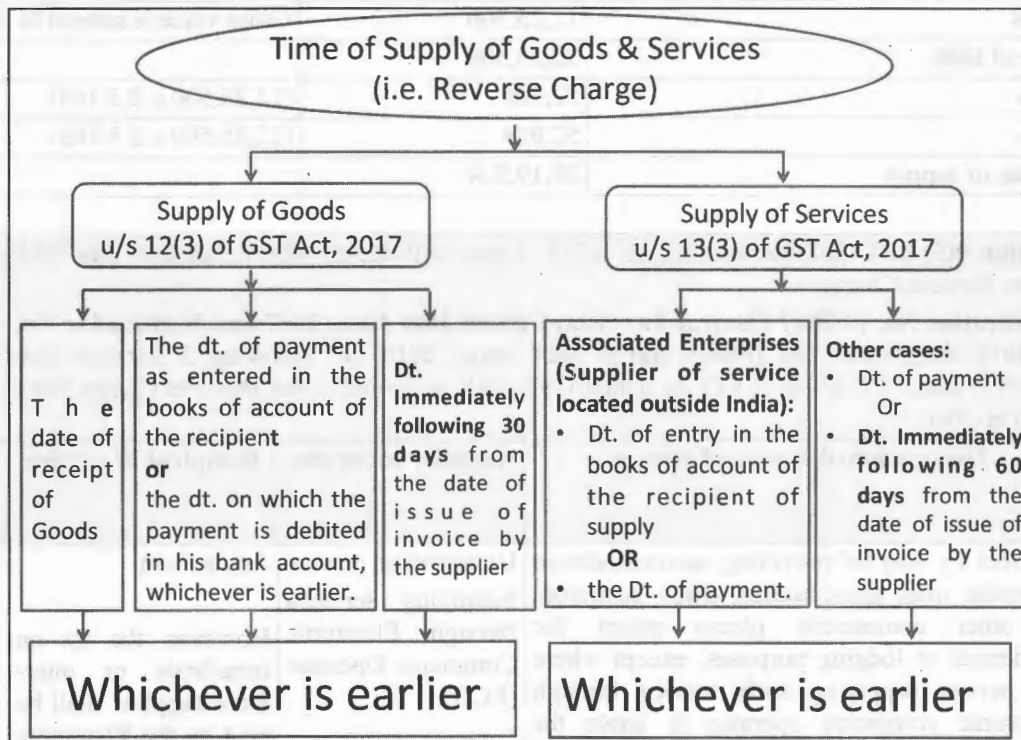 Time of Supply of Goods & Services
(i.e. Reverse Charge)
Supply of Goods
u/s 12(3) of GST Act, 2017
Supply of Services
u/s 13(3) of GST Act, 2017
The
date of
receipt
of
Goods
The dt. of payment
entered in the
books of account of
the recipient
or
the dt. on which the
payment is debited
in his bank account,
whichever is earlier.
Dt.
Immediately
following 30
days from
the date of
issue of
invoice by
the supplier
Associated Enterprises
(Supplier of service
located outside India):
• Dt. of entry in the
books of account of
the recipient of
supply
OR
• the Dt. of payment.
Other cases:
• Dt. of payment
Or
• Dt. Immediately
following 60
days from the
date of issue of
invoice by the
supplier
Whichever is earlier
Whichever is earlier